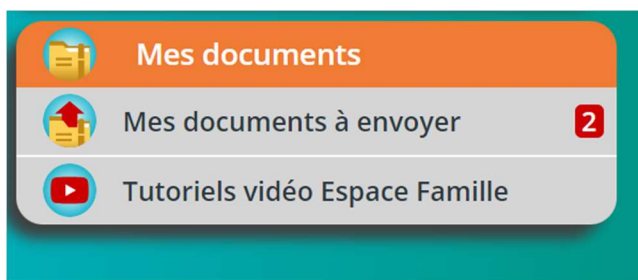 Mes documents
Mes documents à envoyer 2
Tutoriels vidéo Espace Famille